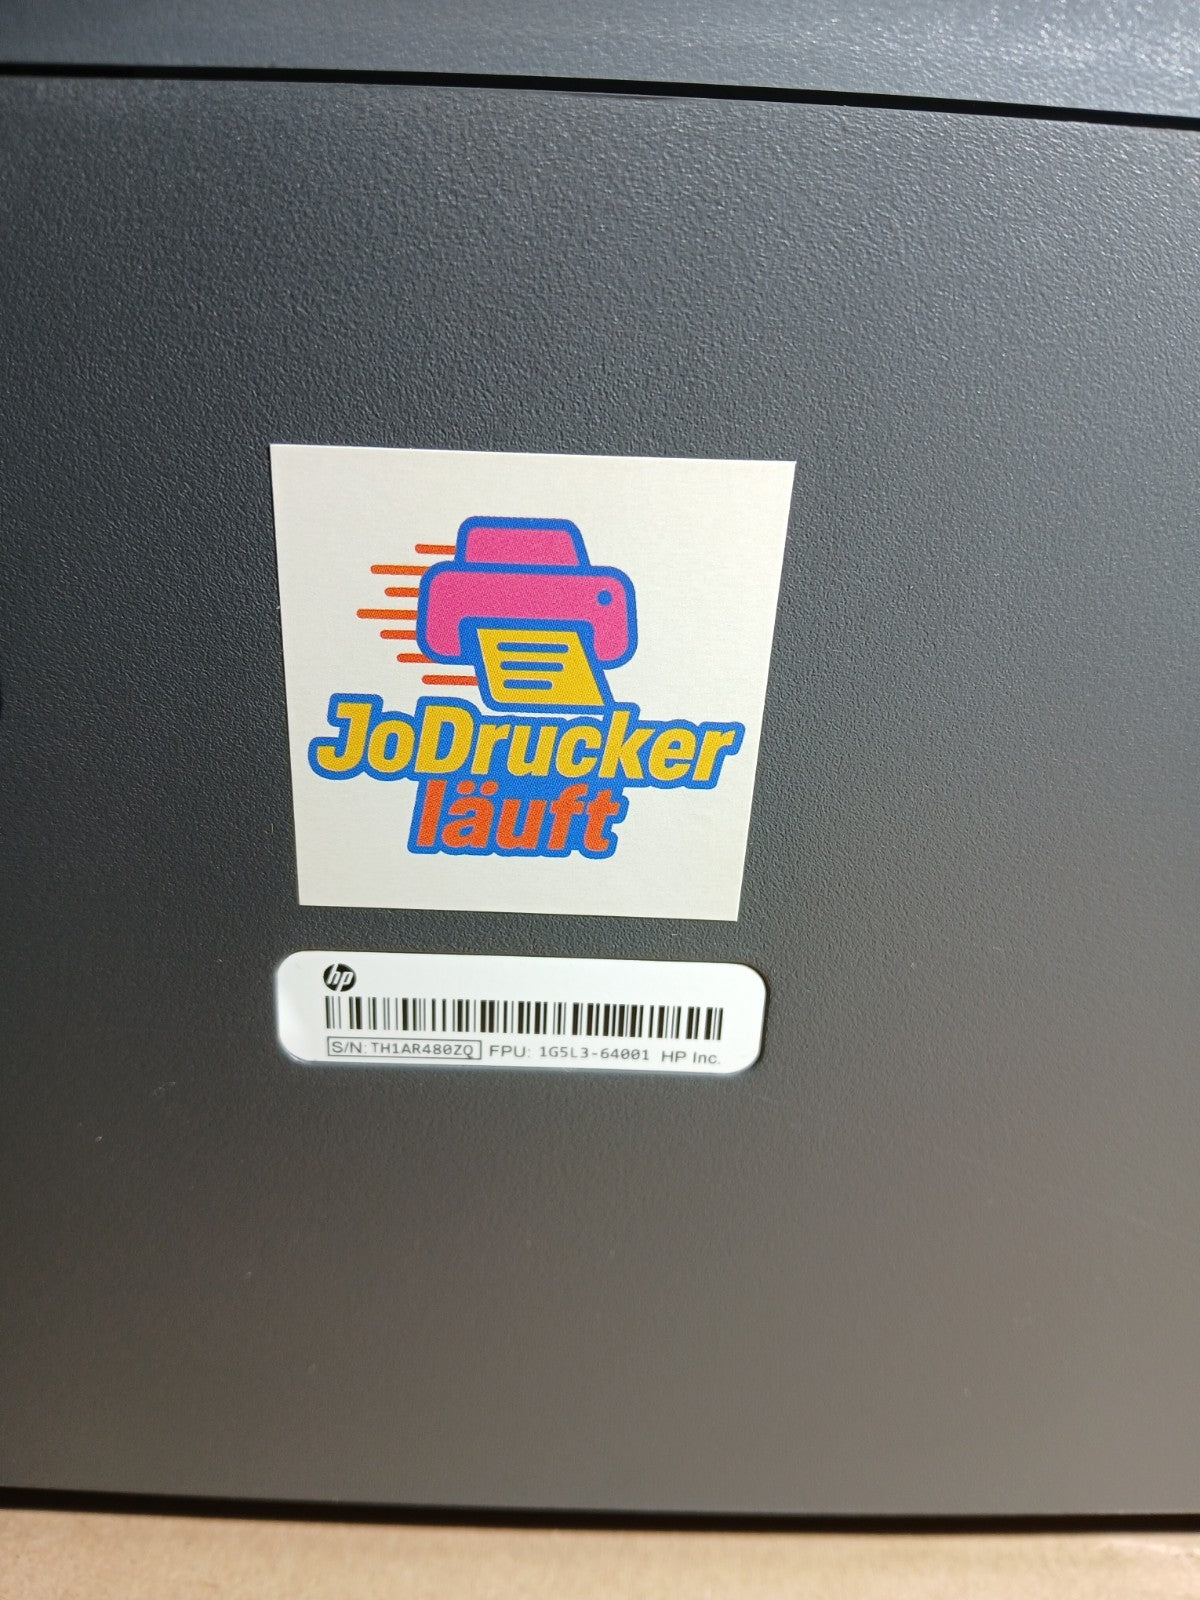 JoDrucker
läuft
hp
S/N: TH1AR480ZQ FPU: 1G5L3-64001 HP Inc.